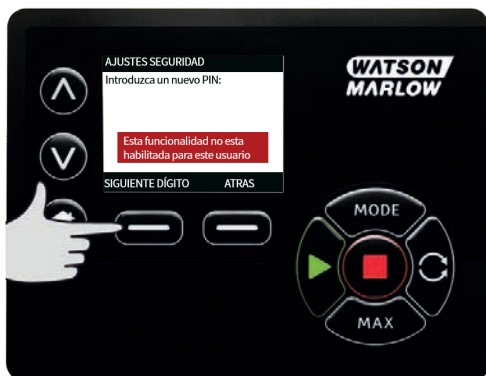 AJUSTES SEGURIDAD
Introduzca un nuevo PIN:
Esta funcionalidad no esta
habilitada para este usuario
SIGUIENTE DÍGITO ATRAS
WATSON
MARLOW
MODE
MAX